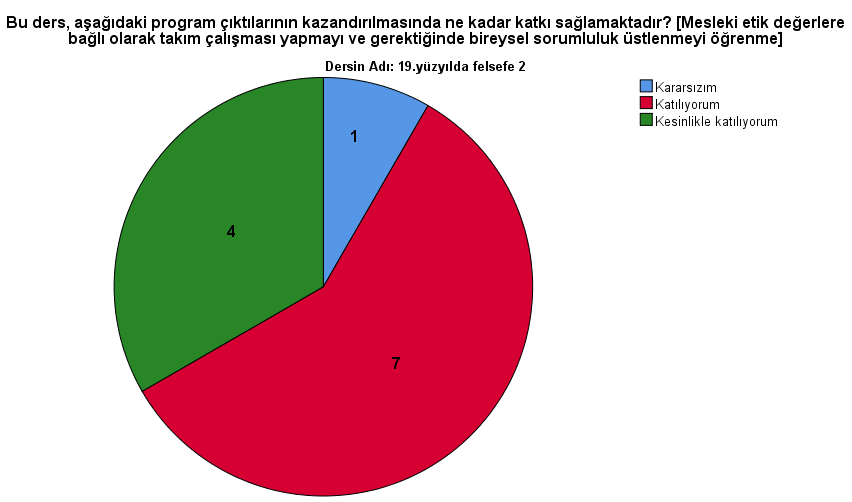 Bu ders, aşağıdaki program çıktılarının kazandırılmasında ne kadar katkı sağlamaktadır? [Mesleki etik değerlere
bağlı olarak takım çalışması yapmayı ve gerektiğinde bireysel sorumluluk üstlenmeyi öğrenme]
Dersin Adı: 19.yüzyılda felsefe 2
Kararsızım
Katılıyorum
Kesinlikle katılıyorum
1
4
7